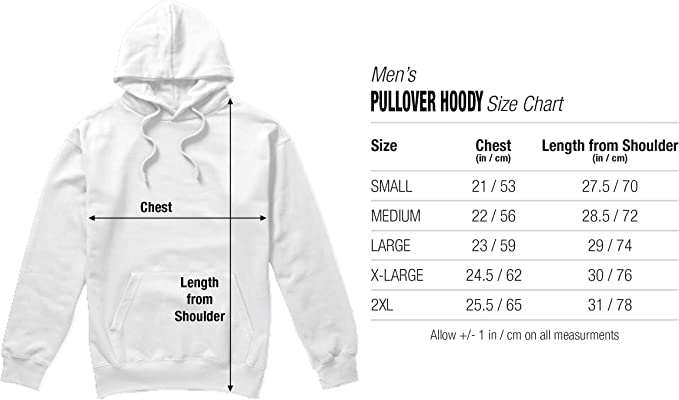 Chest
Length
from
Shoulder
Men's
PULLOVER HOODY Size Chart
Size Chest Length from Shoulder
(in / cm) (in / cm)
SMALL 21 / 53 27.5 / 70
MEDIUM 22 / 56 28.5 / 72
LARGE 23 / 59 29 / 74
X-LARGE 24.5 / 62 30 / 76
2XL 25.5 / 65 31 / 78
Allow +/- 1 in / cm on all measurments